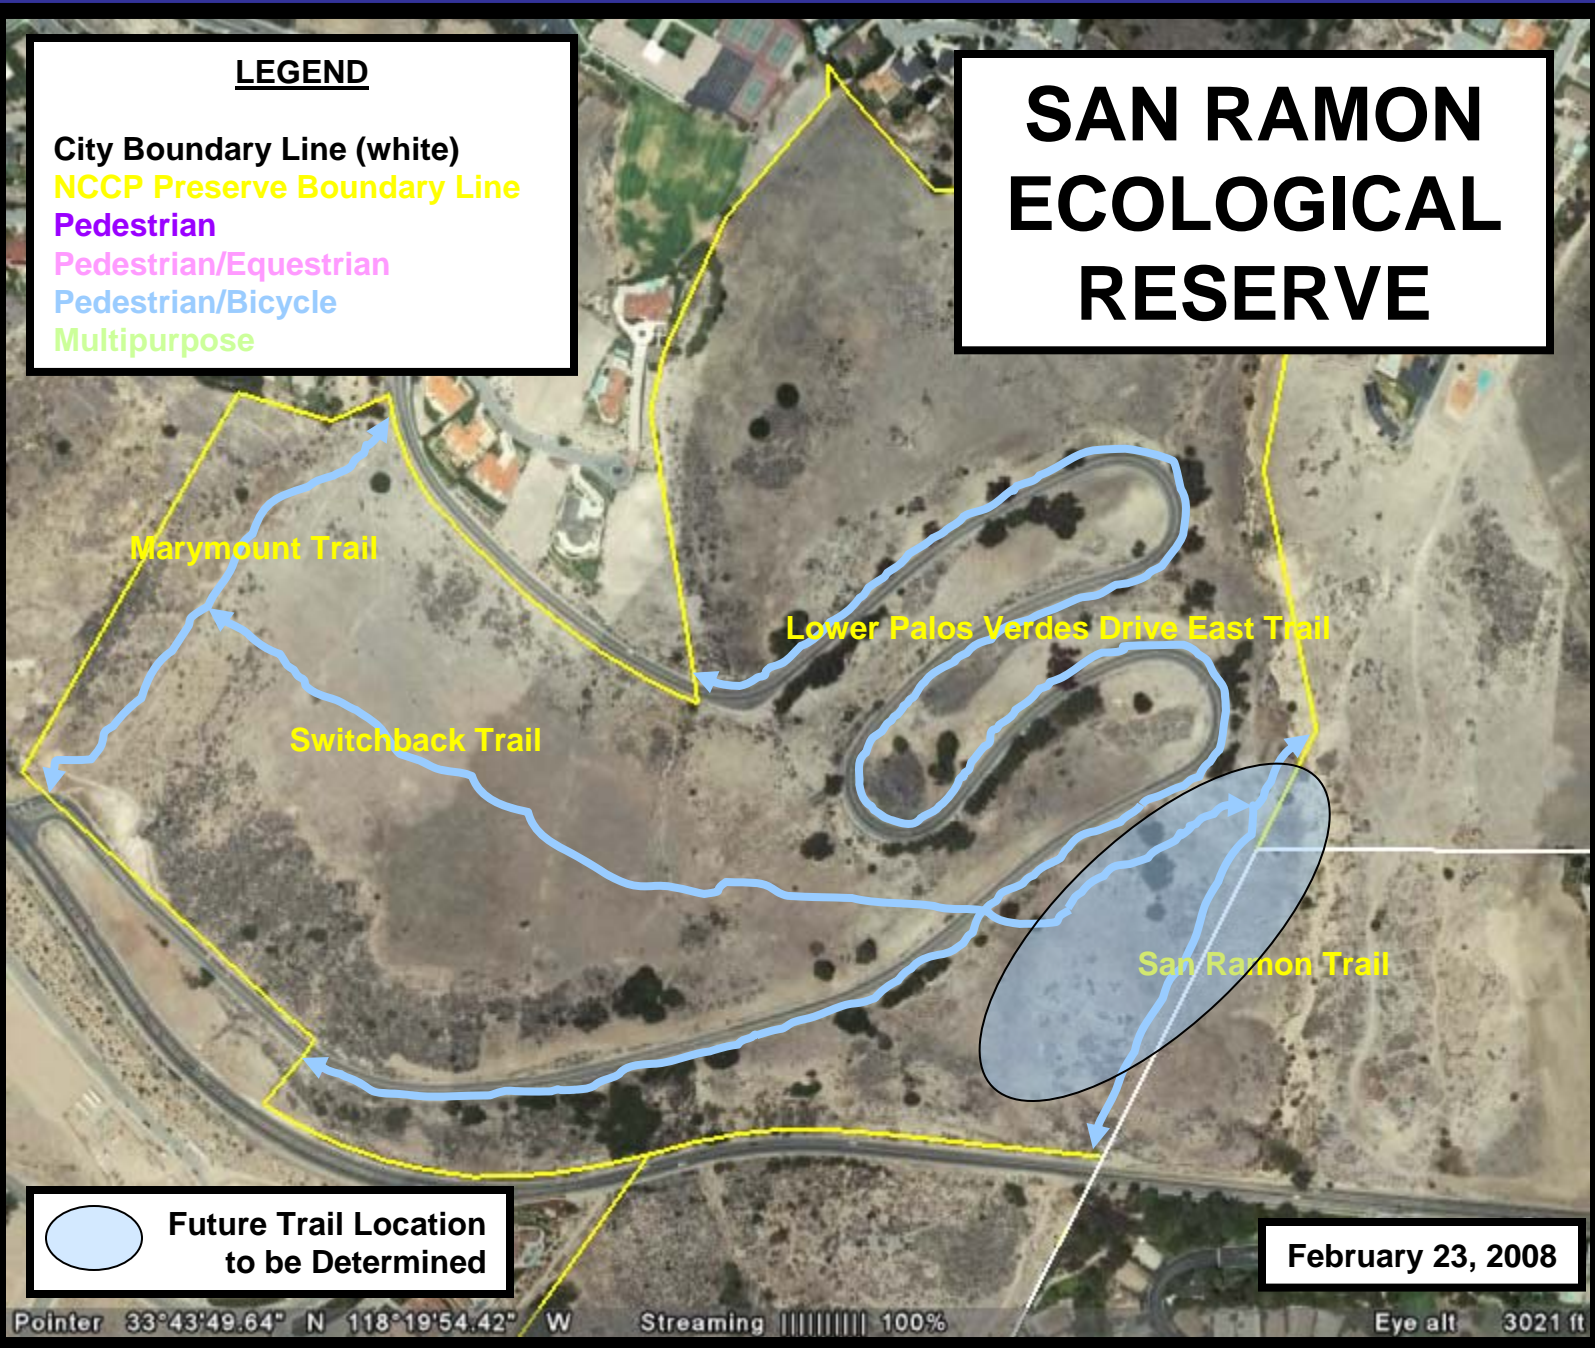 LEGEND
City Boundary Line (white)
NCCP Preserve Boundary Line
Pedestrian
Pedestrian/Equestrian
Pedestrian/Bicycle
Multipurpose
SAN RAMON
ECOLOGICAL
RESERVE
Marymount Trail
Lower Palos Verdes Drive East Trail
Switchback Trail
San Ramon Trail
Future Trail Location
to be Determined
February 23, 2008
Pointer 33°43'49.64" N 118°19'54.42" W Streaming |||||||||| 100% Eye alt 3021 ft